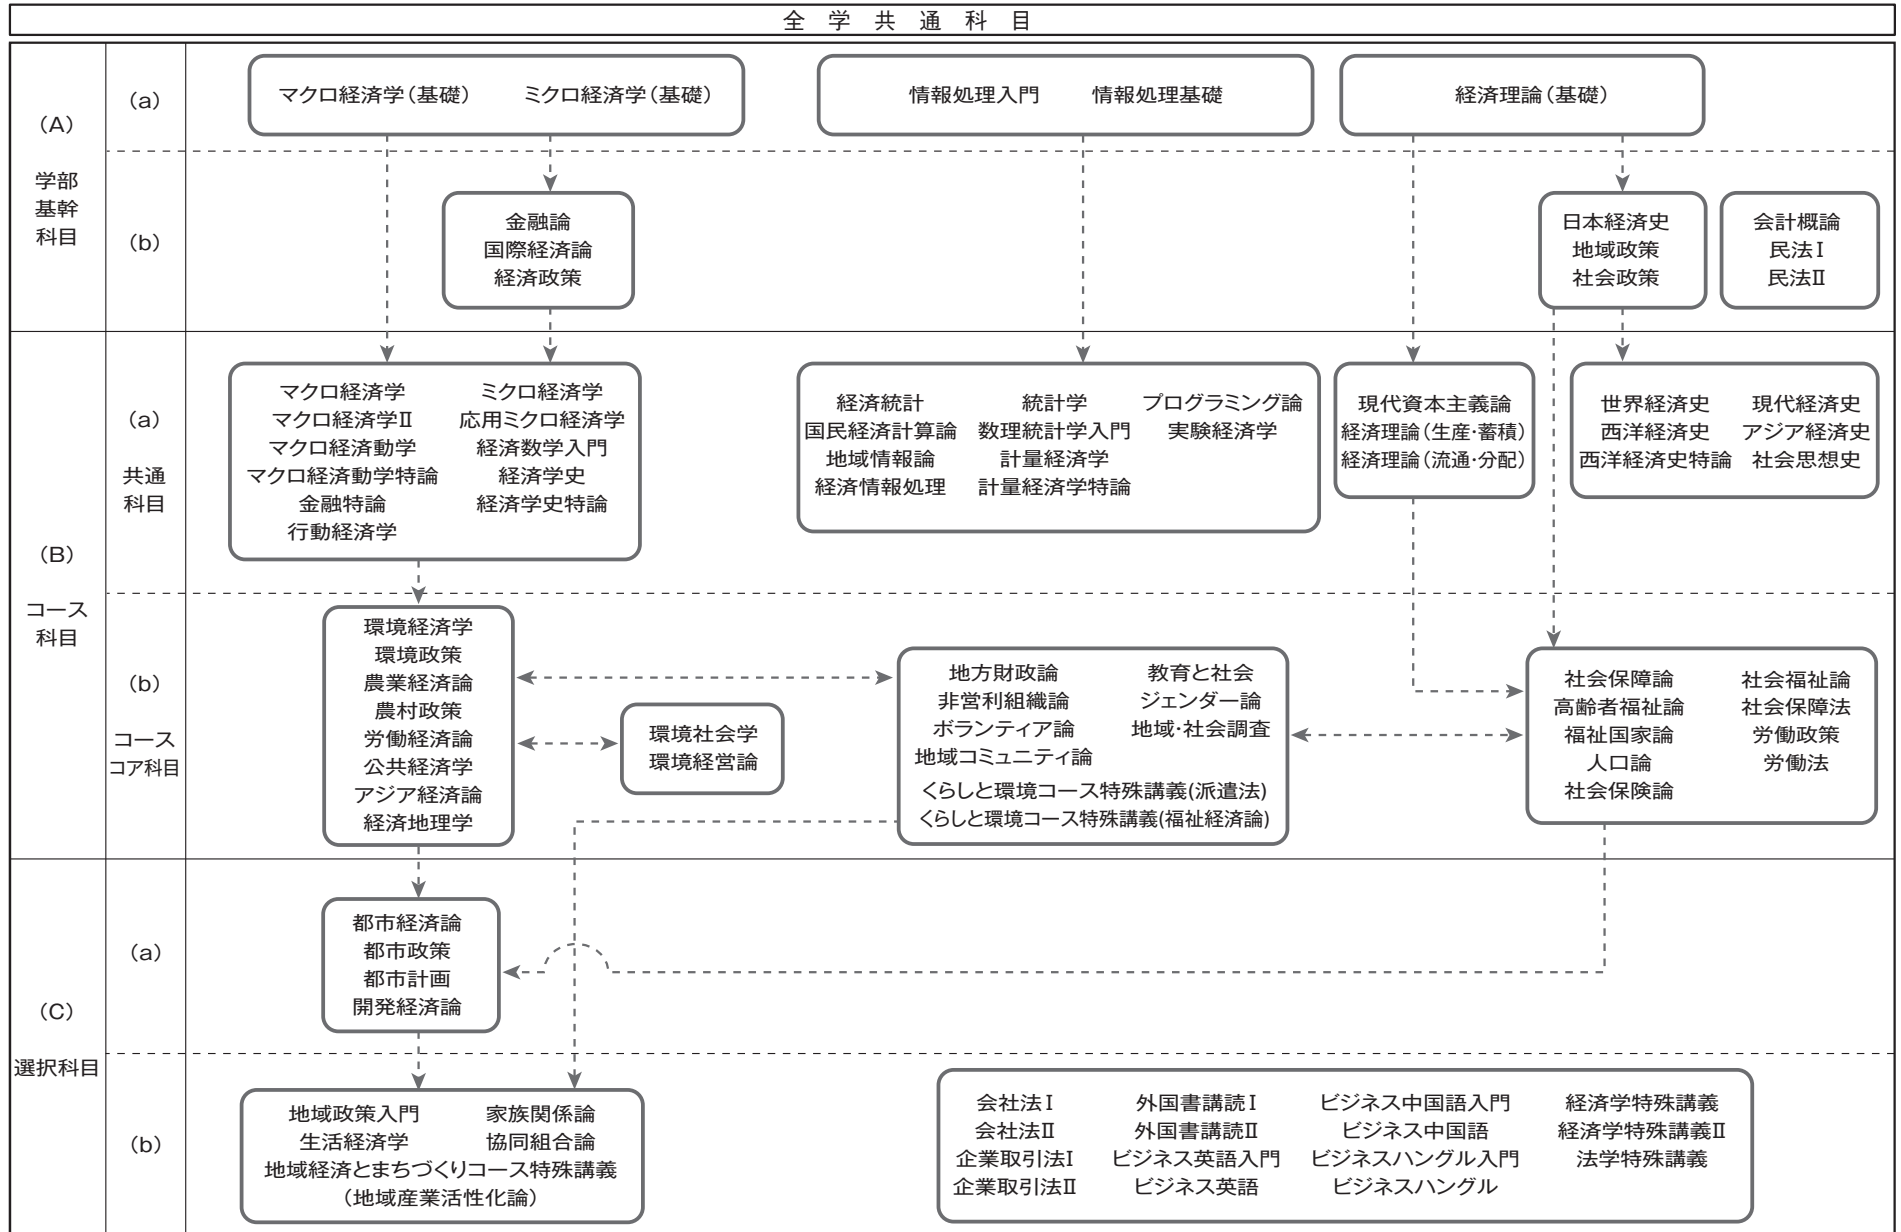 全学共通科目
(A)
学部
基幹
科目
(a)
マクロ経済学(基礎) ミクロ経済学(基礎)
情報処理入門 情報処理基礎
経済理論(基礎)
(b)
金融論
国際経済論
経済政策
日本経済史
地域政策
社会政策
会計概論
民法Ⅰ
民法Ⅱ
(B)
コース
科目
(a)
共通
科目
マクロ経済学 ミクロ経済学
マクロ経済学Ⅱ 応用ミクロ経済学
マクロ経済動学 経済数学入門
マクロ経済動学特論 経済学史
金融特論 経済学史特論
行動経済学
経済統計 統計学 プログラミング論
国民経済計算論 数理統計学入門 実験経済学
地域情報論 計量経済学
経済情報処理 計量経済学特論
現代資本主義論
経済理論(生産・蓄積)
経済理論(流通・分配)
世界経済史 現代経済史
西洋経済史 アジア経済史
西洋経済史特論 社会思想史
(b)
コース
コア科目
環境経済学
環境政策
農業経済論
農村政策
労働経済論
公共経済学
アジア経済論
経済地理学
環境社会学
環境経営論
地方財政論 教育と社会
非営利組織論 ジェンダー論
ボランティア論 地域・社会調査
地域コミュニティ論
くらしと環境コース特殊講義(派遣法)
くらしと環境コース特殊講義(福祉経済論)
社会保障論 社会福祉論
高齢者福祉論 社会保障法
福祉国家論 労働政策
人口論 労働法
社会保険論
(C)
選択科目
(a)
都市経済論
都市政策
都市計画
開発経済論
(b)
地域政策入門 家族関係論
生活経済学 協同組合論
地域経済とまちづくりコース特殊講義
(地域産業活性化論)
会社法Ⅰ 外国書講読Ⅰ ビジネス中国語入門 経済学特殊講義
会社法Ⅱ 外国書講読Ⅱ ビジネス中国語 経済学特殊講義Ⅱ
企業取引法Ⅰ ビジネス英語入門 ビジネスハングル入門 法学特殊講義
企業取引法Ⅱ ビジネス英語 ビジネスハングル